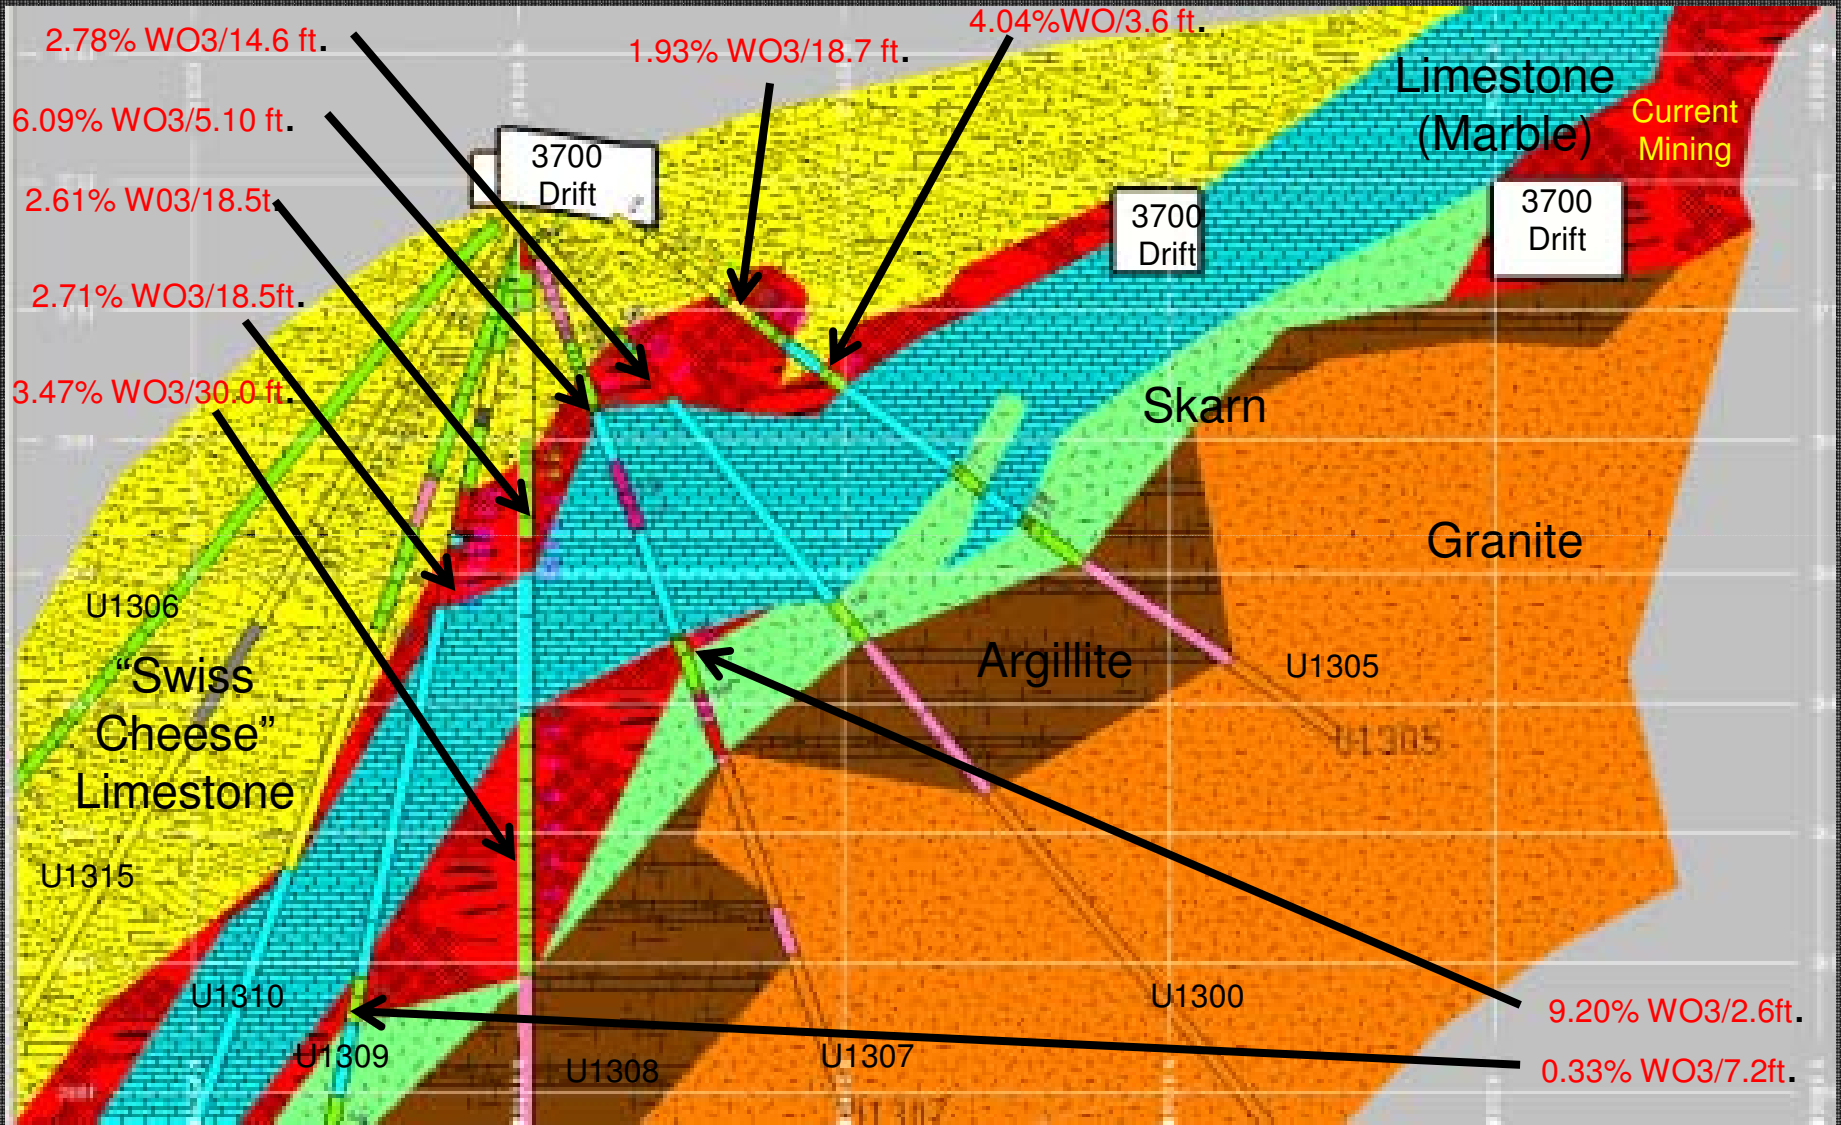 2.78% WO3/14.6 ft.
1.93% WO3/18.7 ft.
4.04%WO/3.6 ft.
6.09% WO3/5.10 ft.
2.61% W03/18.5t.
2.71% WO3/18.5ft.
3.47% WO3/30.0 ft.
3700
Drift
3700
Drift
3700
Drift
Limestone
(Marble)
Current
Mining
Skarn
Granite
Argillite
U1306
“Swiss
Cheese”
Limestone
U1305
U1305
U1315
U1310
U1309
U1308
U1307
U1300
9.20% WO3/2.6ft.
0.33% WO3/7.2ft.
U1307